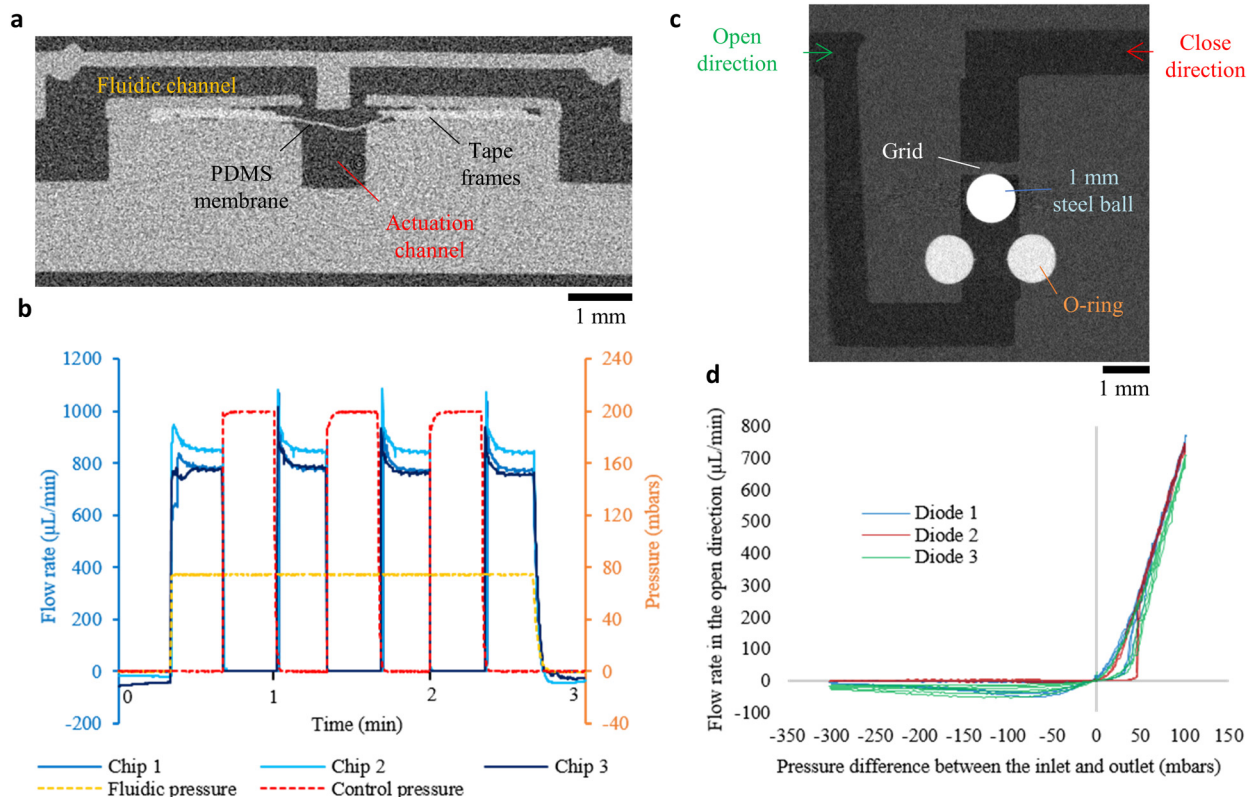 a
Fluidic channel
PDMS
membrane
Tape
frames
Actuation
channel
1 mm
b
Flow rate (μL/min)
1200
1000
800
600
400
200
0
-200
0
1
2
3
Time (min)
240
200
160
120
80
40
0
-40
Pressure (mbars)
Chip 1
Chip 2
Chip 3
Fluidic pressure
Control pressure
c
Open
direction
Close
direction
Grid
1 mm
steel ball
O-ring
1 mm
d
Flow rate in the open direction (μL/min)
800
700
600
500
400
300
200
100
0
-100
Diode 1
Diode 2
Diode 3
-350 -300 -250 -200 -150 -100 -50 0 50 100 150
Pressure difference between the inlet and outlet (mbars)